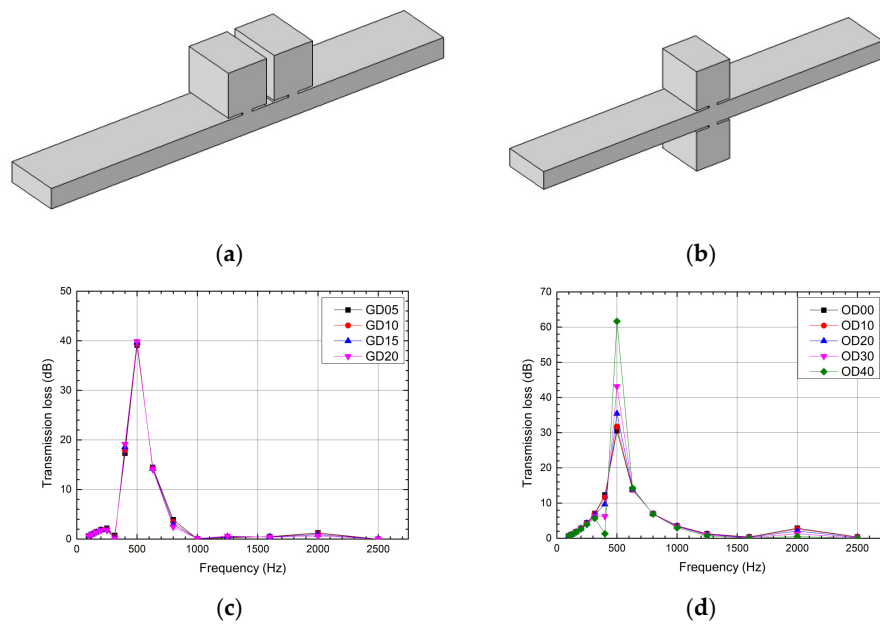 (a)
(b)
50
40
30
20
10
0
Transmission loss (dB)
0
500
1000
1500
2000
2500
Frequency (Hz)
GD05
GD10
GD15
GD20
(c)
70
60
50
40
30
20
10
0
Transmission loss (dB)
0
500
1000
1500
2000
2500
Frequency (Hz)
OD00
OD10
OD20
OD30
OD40
(d)